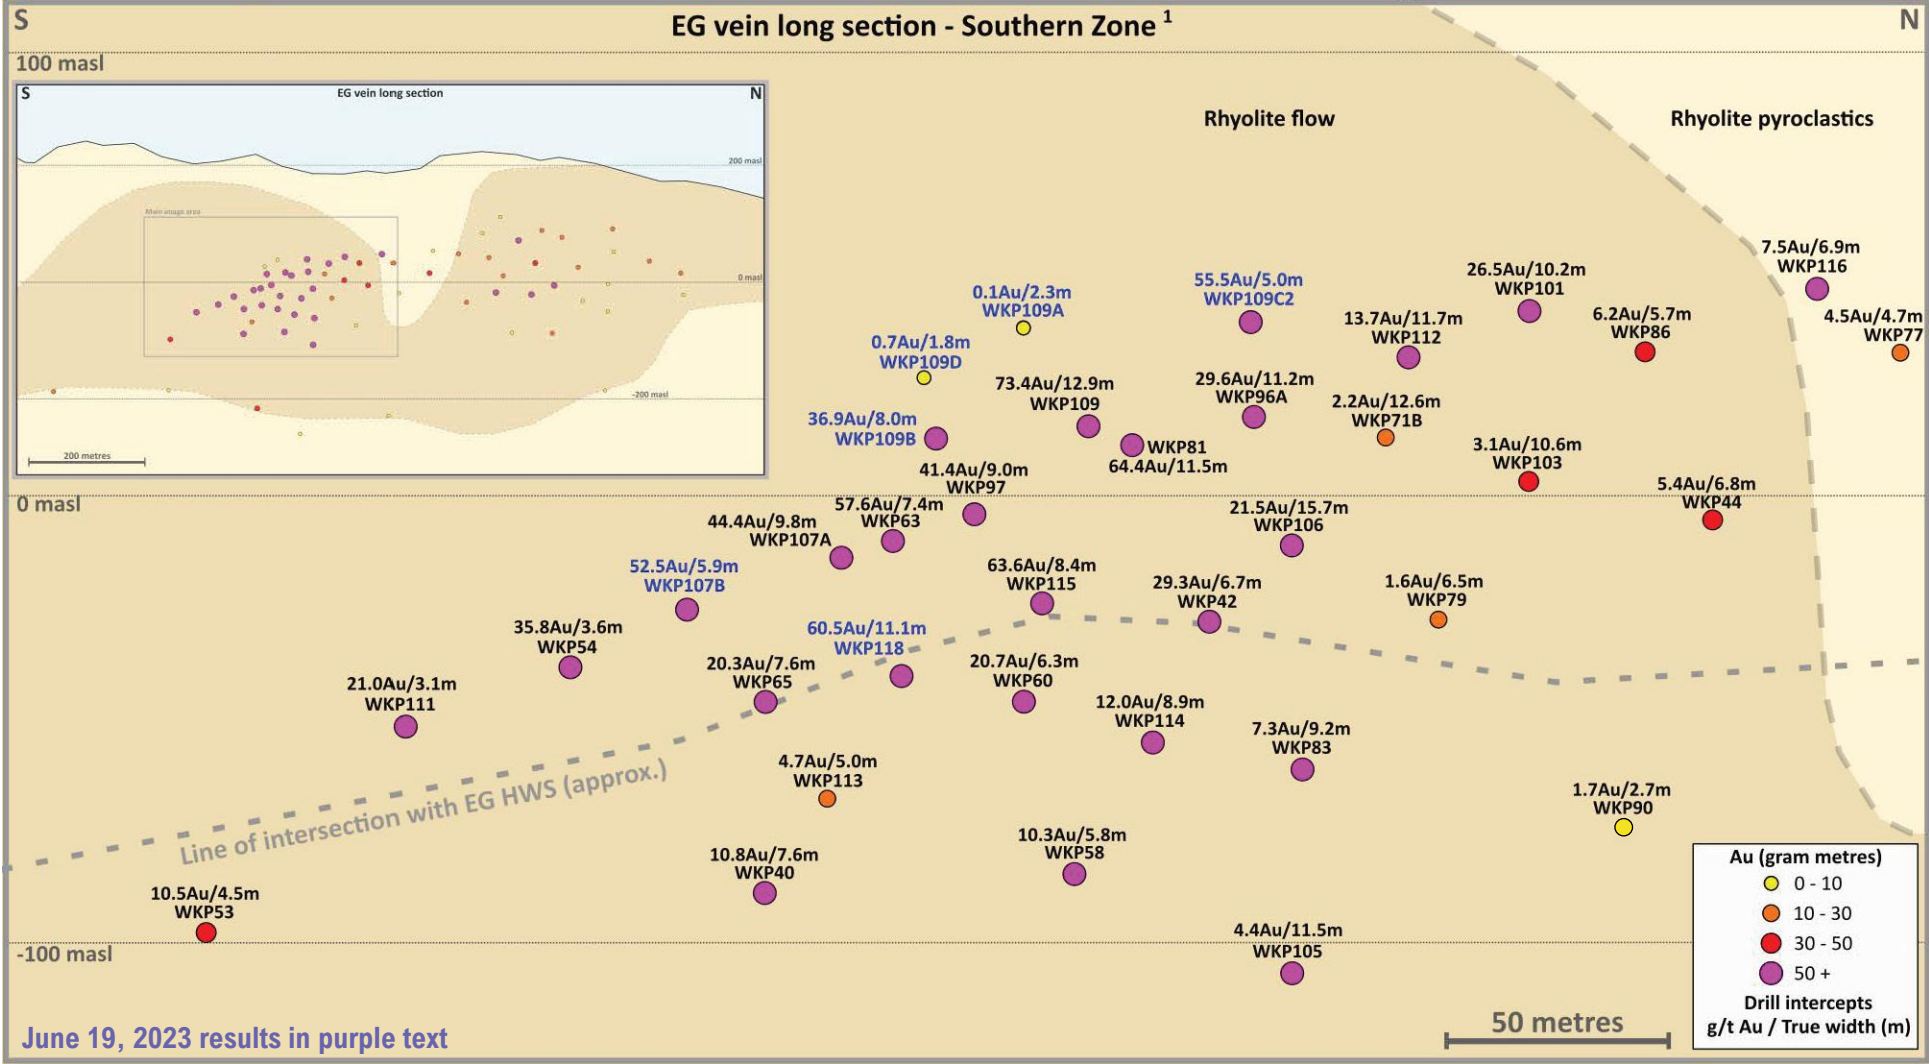 S
EG vein long section - Southern Zone 1
N
100 masl
S
EG vein long section
N
200 masl
Main image area
0 masl
-200 masl
200 metres
Rhyolite flow
Rhyolite pyroclastics
7.5Au/6.9m
WKP116
26.5Au/10.2m
WKP101
55.5Au/5.0m
WKP109C2
0.1Au/2.3m
WKP109A
6.2Au/5.7m
WKP86
4.5Au/4.7m
WKP77
13.7Au/11.7m
WKP112
0.7Au/1.8m
WKP109D
73.4Au/12.9m
WKP109
29.6Au/11.2m
WKP96A
2.2Au/12.6m
WKP71B
36.9Au/8.0m
WKP109B
WKP81
64.4Au/11.5m
3.1Au/10.6m
WKP103
41.4Au/9.0m
WKP97
5.4Au/6.8m
WKP44
0 masl
57.6Au/7.4m
WKP63
21.5Au/15.7m
WKP106
44.4Au/9.8m
WKP107A
52.5Au/5.9m
WKP107B
63.6Au/8.4m
WKP115
29.3Au/6.7m
WKP42
1.6Au/6.5m
WKP79
35.8Au/3.6m
WKP54
60.5Au/11.1m
WKP118
20.3Au/7.6m
WKP65
20.7Au/6.3m
WKP60
21.0Au/3.1m
WKP111
12.0Au/8.9m
WKP114
7.3Au/9.2m
WKP83
4.7Au/5.0m
WKP113
1.7Au/2.7m
WKP90
Line of intersection with EG HWS (approx.)
10.3Au/5.8m
WKP58
10.8Au/7.6m
WKP40
10.5Au/4.5m
WKP53
4.4Au/11.5m
WKP105
-100 masl
Au (gram metres)
0 - 10
10 - 30
30 - 50
50 +
Drill intercepts
g/t Au / True width (m)
50 metres
June 19, 2023 results in purple text